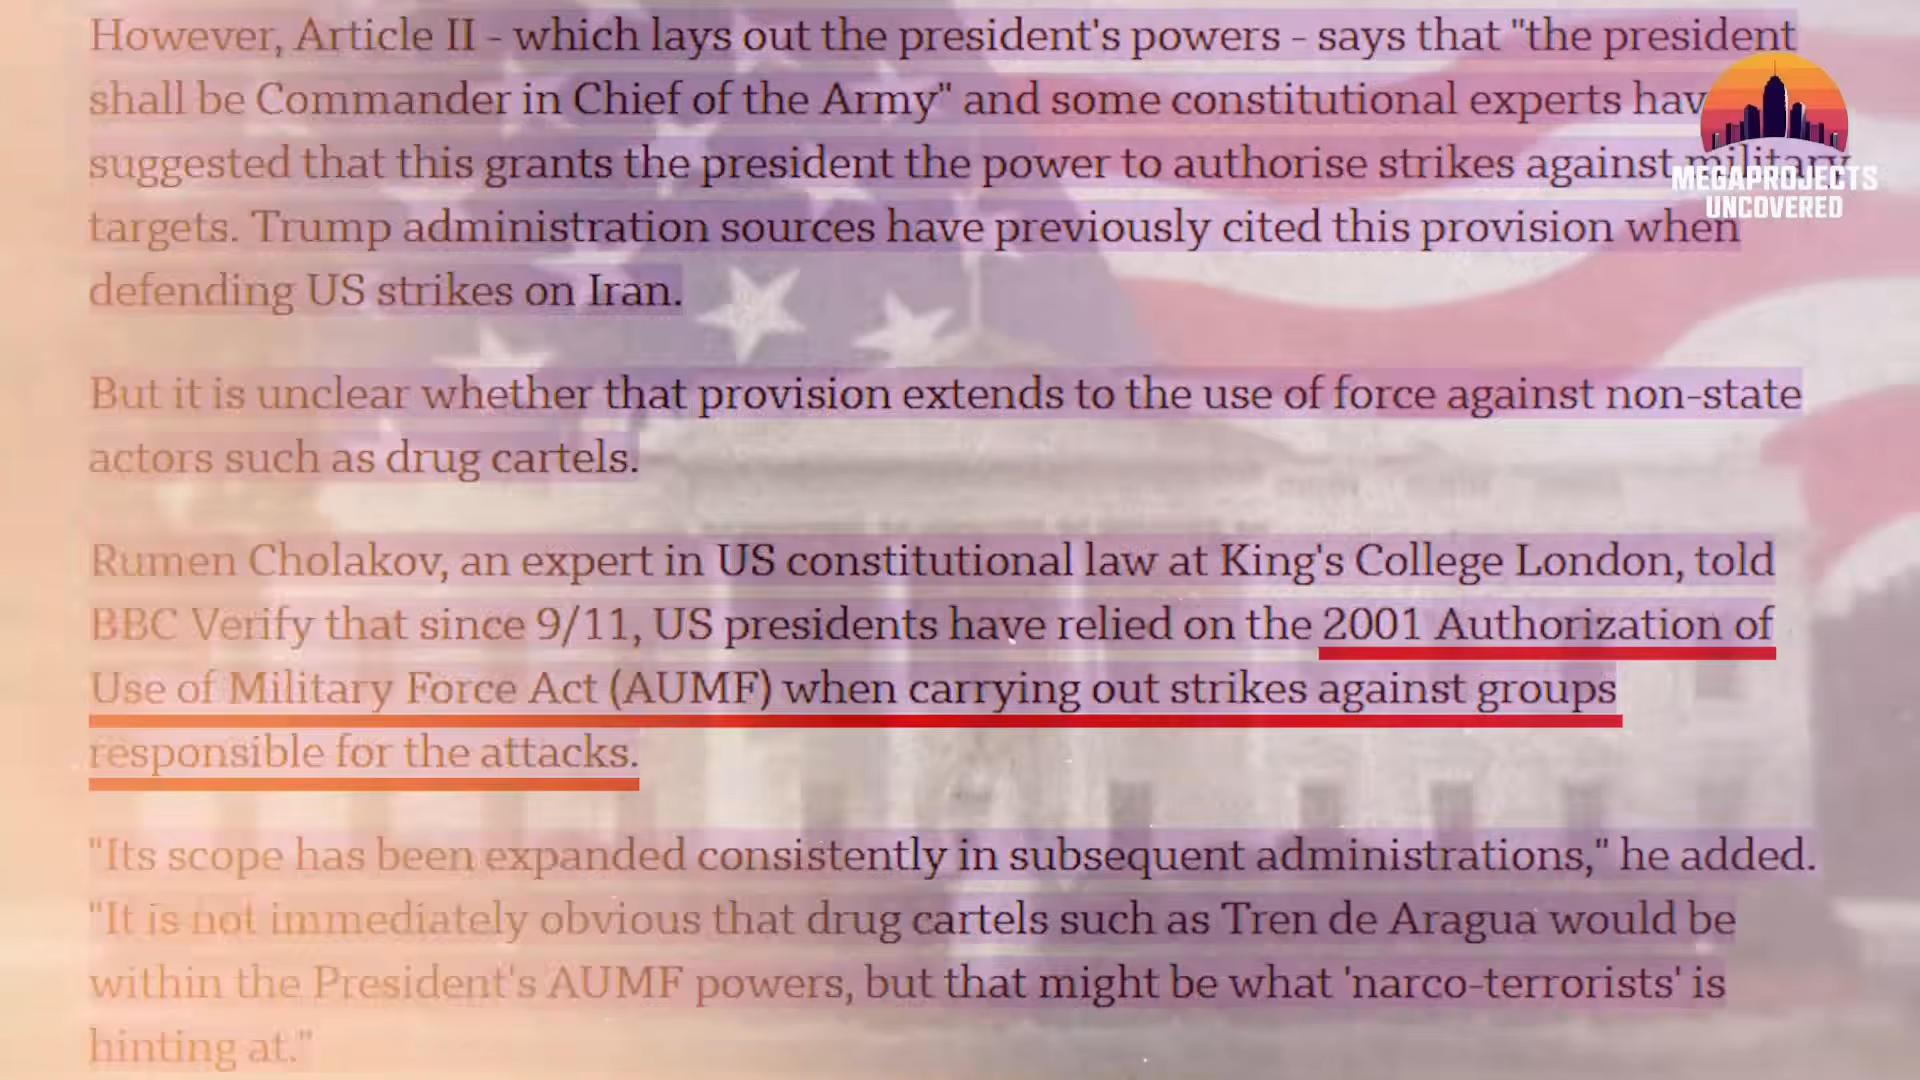 However, Article II - which lays out the president's powers - says that "the president
shall be Commander in Chief of the Army" and some constitutional experts hav
suggested that this grants the president the power to authorise strikes against military
targets. Trump administration sources have previously cited this provision when
defending US strikes on Iran.
But it is unclear whether that provision extends to the use of force against non-state
actors such as drug cartels.
Rumen Cholakov, an expert in US constitutional law at King's College London, told
BBC Verify that since 9/11, US presidents have relied on the 2001 Authorization of
Use of Military Force Act (AUMF) when carrying out strikes against groups
responsible for the attacks.
"Its scope has been expanded consistently in subsequent administrations," he added.
"It is not immediately obvious that drug cartels such as Tren de Aragua would be
within the President's AUMF powers, but that might be what 'narco-terrorists' is
hinting at."
MEGAPROJECTS
UNCOVERED